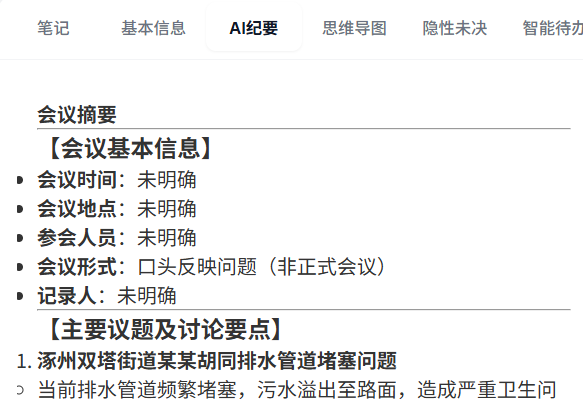 笔记 基本信息 AI纪要 思维导图 隐性未决 智能待办
会议摘要
【会议基本信息】
会议时间：未明确
会议地点：未明确
参会人员：未明确
会议形式：口头反映问题（非正式会议）
记录人：未明确
【主要议题及讨论要点】
1. 涿州双塔街道某某胡同排水管道堵塞问题
当前排水管道频繁堵塞，污水溢出至路面，造成严重卫生问